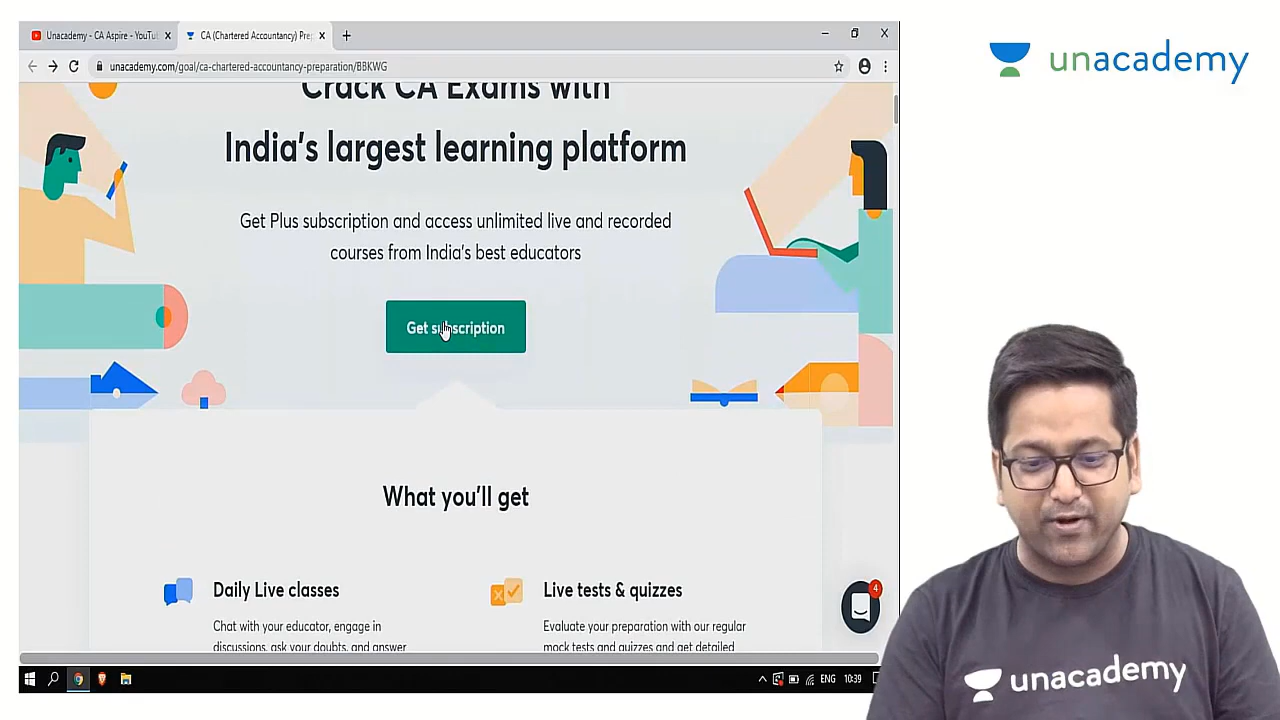 Unacademy - CA Aspire - YouTu
CA (Chartered Accountancy) Pre
unacademy.com/goal/ca-chartered-accountancy-preparation/BBKWG
unacademy
Crack CA Exams with
India's largest learning platform
Get Plus subscription and access unlimited live and recorded
courses from India's best educators
Get subscription
What you'll get
Daily Live classes
Chat with your educator, engage in
discussions, ask your doubts, and answer
Live tests & quizzes
Evaluate your preparation with our regular
mock tests and quizzes and get detailed
4
ENG 10:39
unacademy